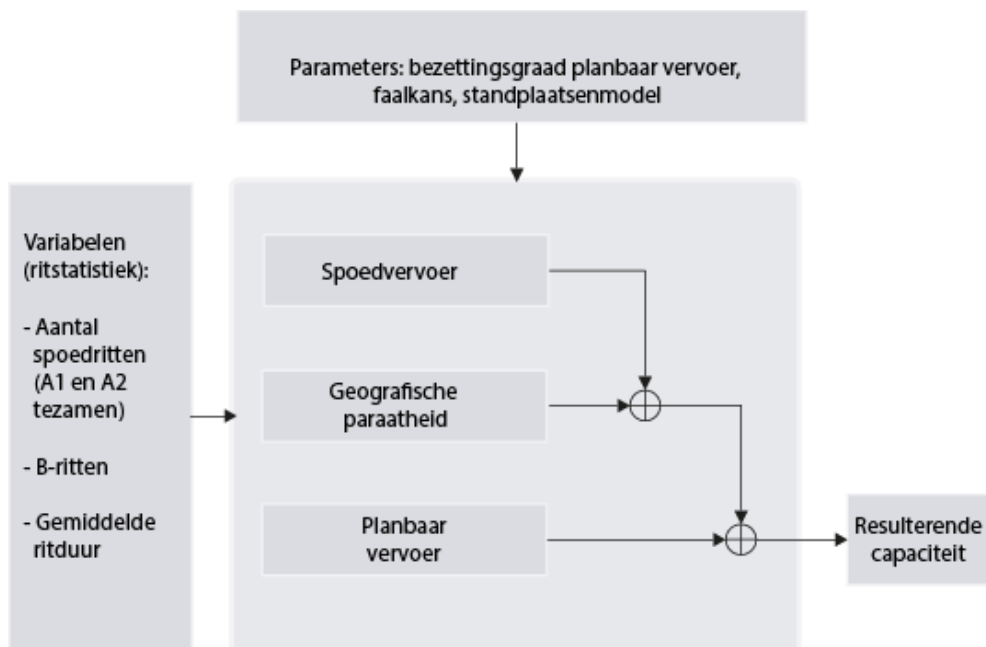 Parameters: bezettingsgraad planbaar vervoer,
faalkans, standplaatsenmodel
Variabelen
(ritstatistiek):
- Aantal
spoedritten
(A1 en A2
tezamen)
- B-ritten
- Gemiddelde
ritduur
Spoedvervoer
Geografische
paraatheid
Planbaar
vervoer
Resulterende
capaciteit